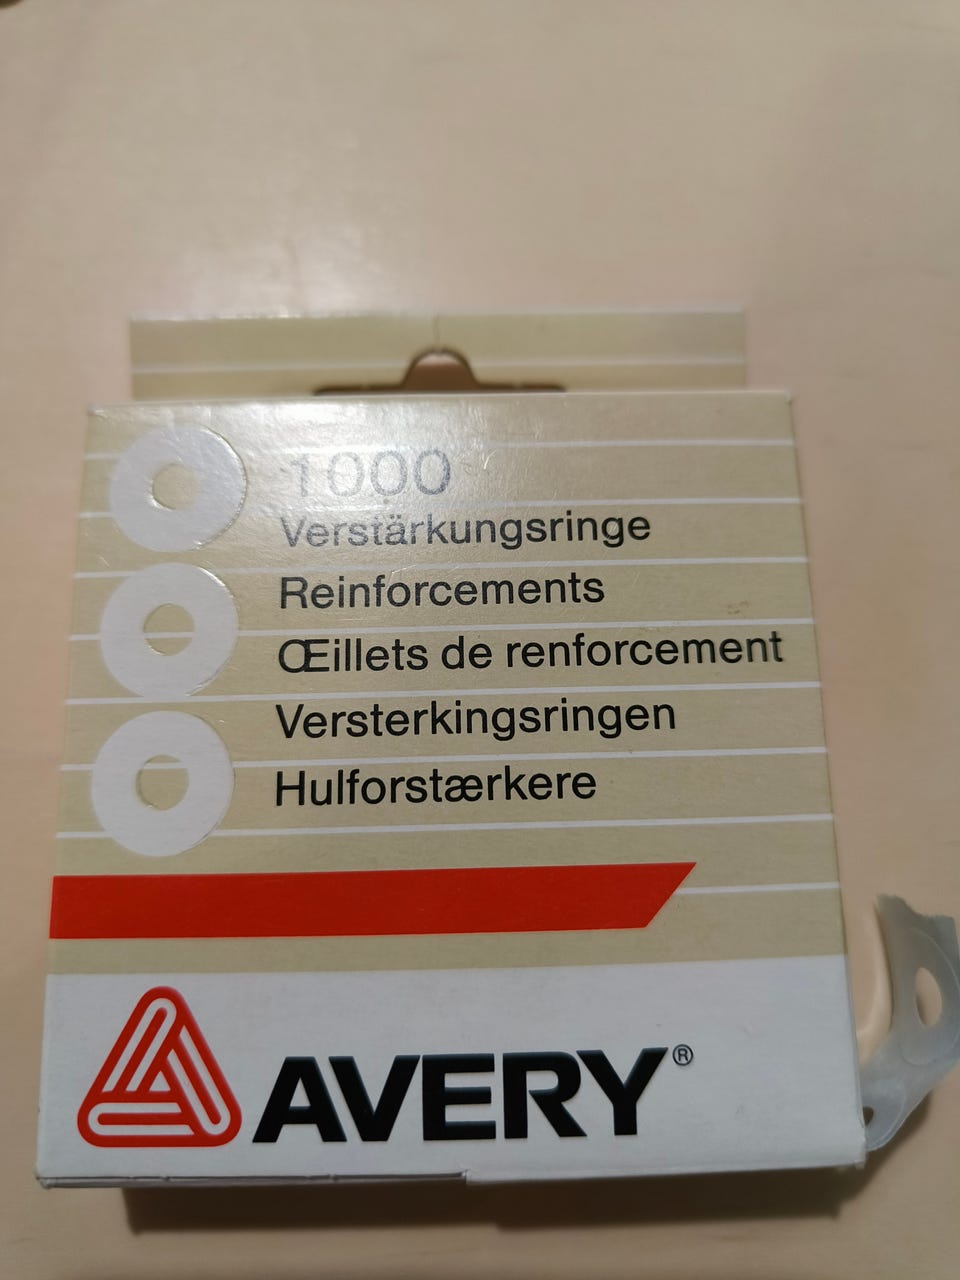 1000
Verstärkungsringe
Reinforcements
Œillets de renforcement
Versterkingsringen
Hulforstærkere
AVERY®